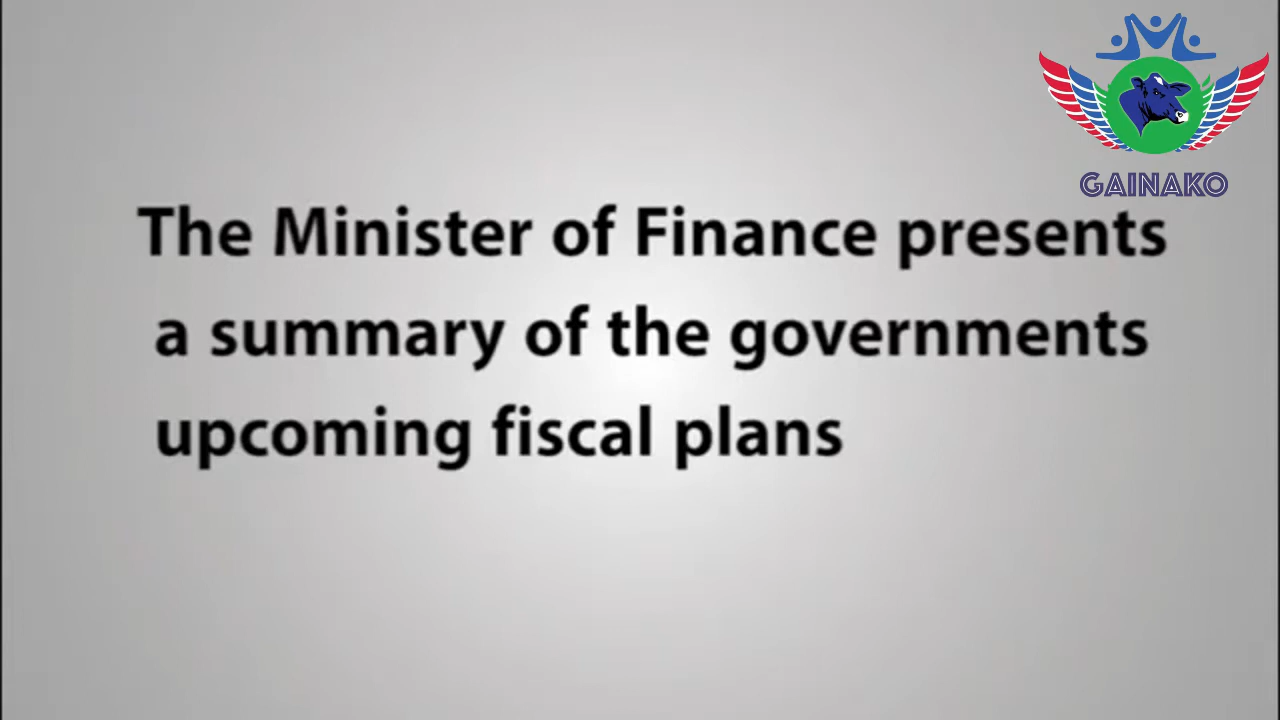 GAINAKO
The Minister of Finance presents
a summary of the governments
upcoming fiscal plans